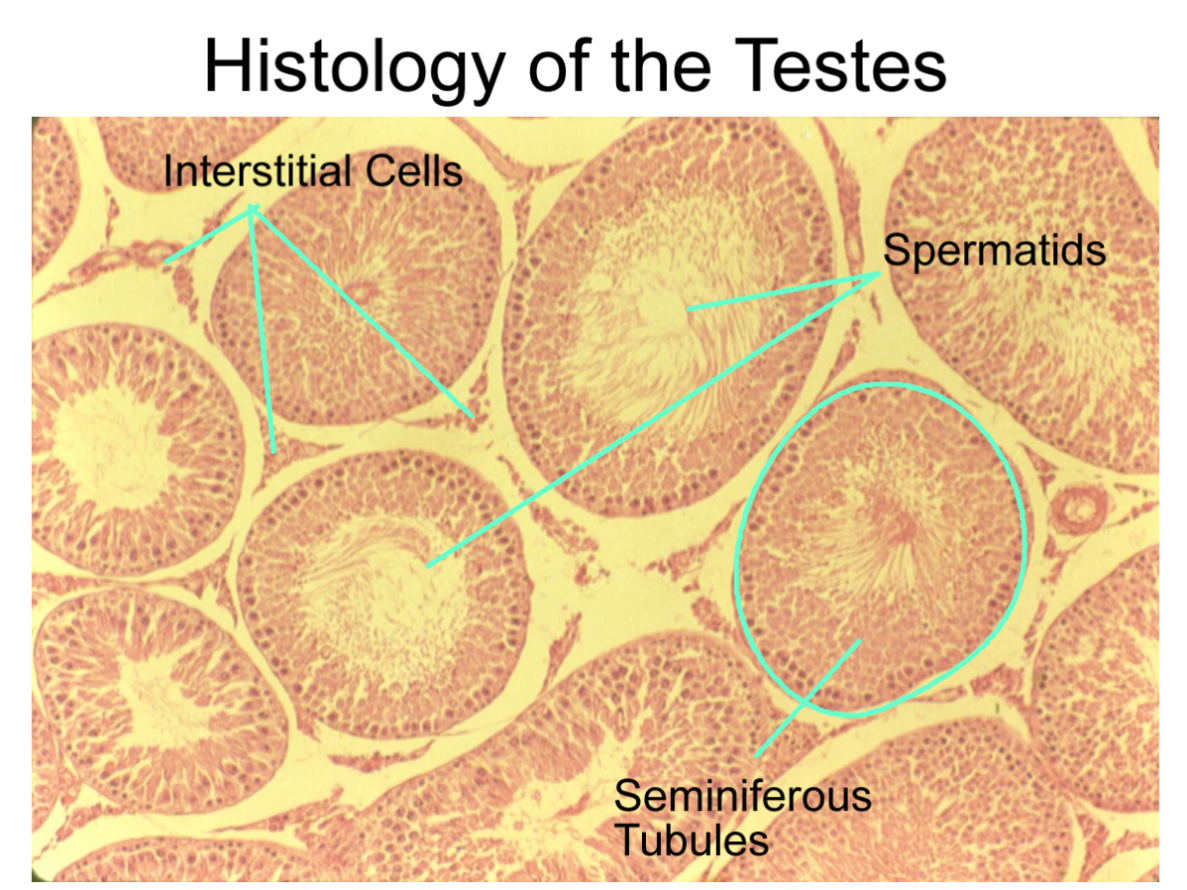 Histology of the Testes
Interstitial Cells
Spermatids
Seminiferous
Tubules